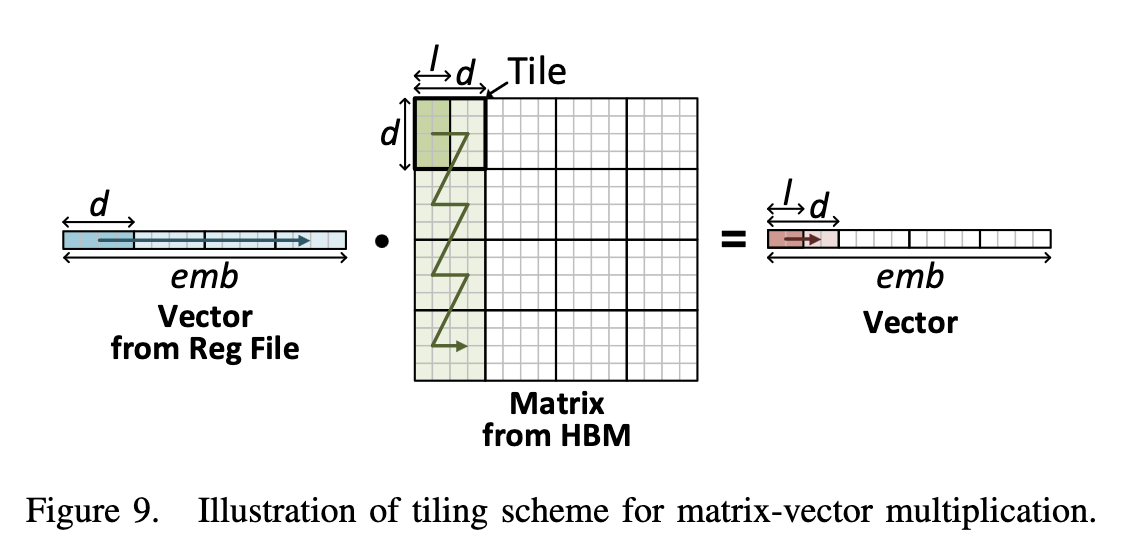 l
d
Tile
d
d
emb
Vector
from Reg File
•
Matrix
from HBM
=
l
d
emb
Vector
Figure 9. Illustration of tiling scheme for matrix-vector multiplication.